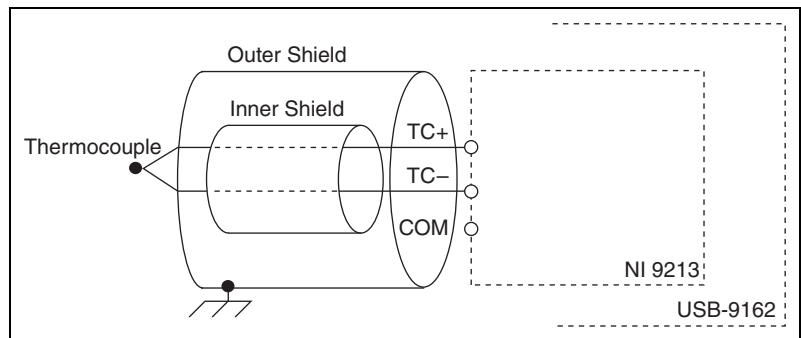 Outer Shield
Inner Shield
Thermocouple
TC+
TC–
COM
NI 9213
USB-9162